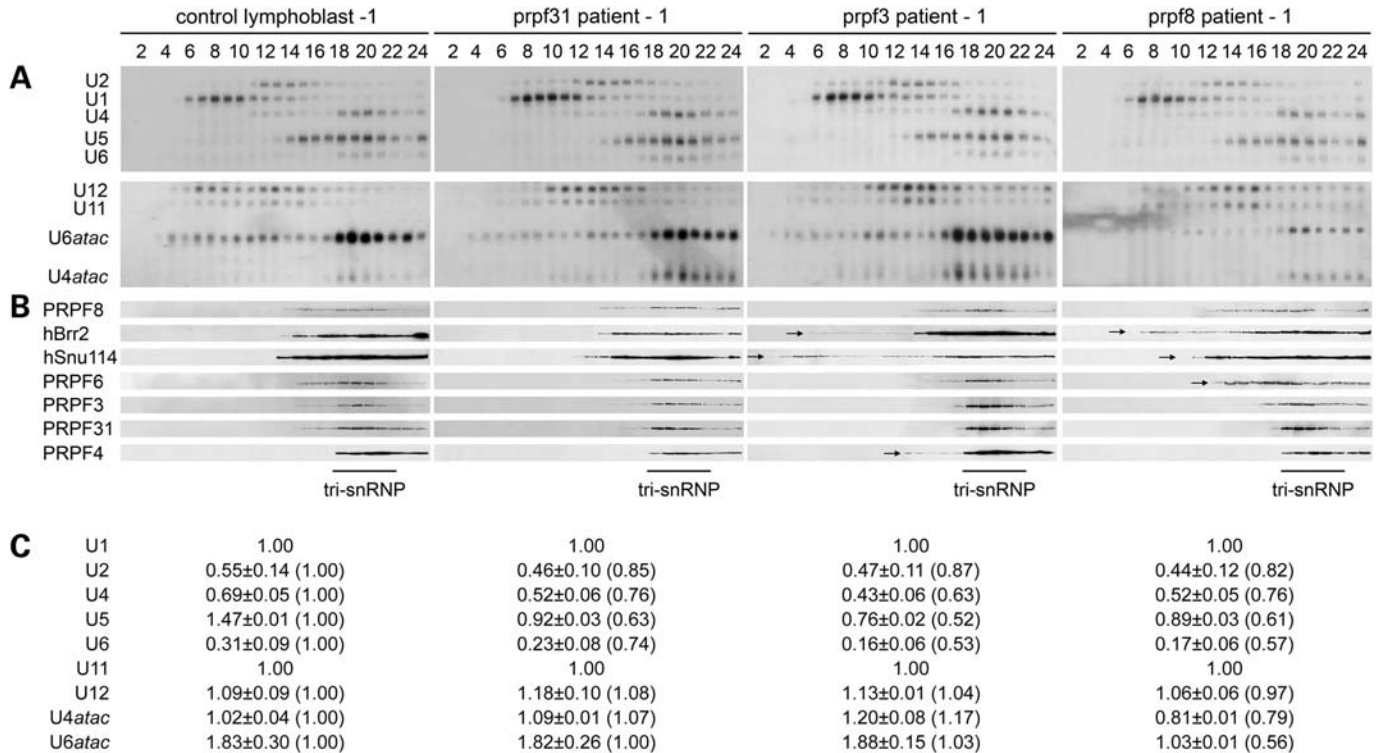 control lymphoblast -1 prpf31 patient - 1 prpf3 patient - 1 prpf8 patient - 1
2 4 6 8 10 12 14 16 18 20 22 24 2 4 6 8 10 12 14 16 18 20 22 24 2 4 6 8 10 12 14 16 18 20 22 24 2 4 6 8 10 12 14 16 18 20 22 24
A
U2
U1
U4
U5
U6
U12
U11
U6atac
U4atac
B
PRPF8
hBrr2
hSnu114
PRPF6
PRPF3
PRPF31
PRPF4
tri-snRNP tri-snRNP tri-snRNP tri-snRNP
C
U1 1.00 1.00 1.00 1.00
U2 0.55±0.14 (1.00) 0.46±0.10 (0.85) 0.47±0.11 (0.87) 0.44±0.12 (0.82)
U4 0.69±0.05 (1.00) 0.52±0.06 (0.76) 0.43±0.06 (0.63) 0.52±0.05 (0.76)
U5 1.47±0.01 (1.00) 0.92±0.03 (0.63) 0.76±0.02 (0.52) 0.89±0.03 (0.61)
U6 0.31±0.09 (1.00) 0.23±0.08 (0.74) 0.16±0.06 (0.53) 0.17±0.06 (0.57)
U11 1.00 1.00 1.00 1.00
U12 1.09±0.09 (1.00) 1.18±0.10 (1.08) 1.13±0.01 (1.04) 1.06±0.06 (0.97)
U4atac 1.02±0.04 (1.00) 1.09±0.01 (1.07) 1.20±0.08 (1.17) 0.81±0.01 (0.79)
U6atac 1.83±0.30 (1.00) 1.82±0.26 (1.00) 1.88±0.15 (1.03) 1.03±0.01 (0.56)